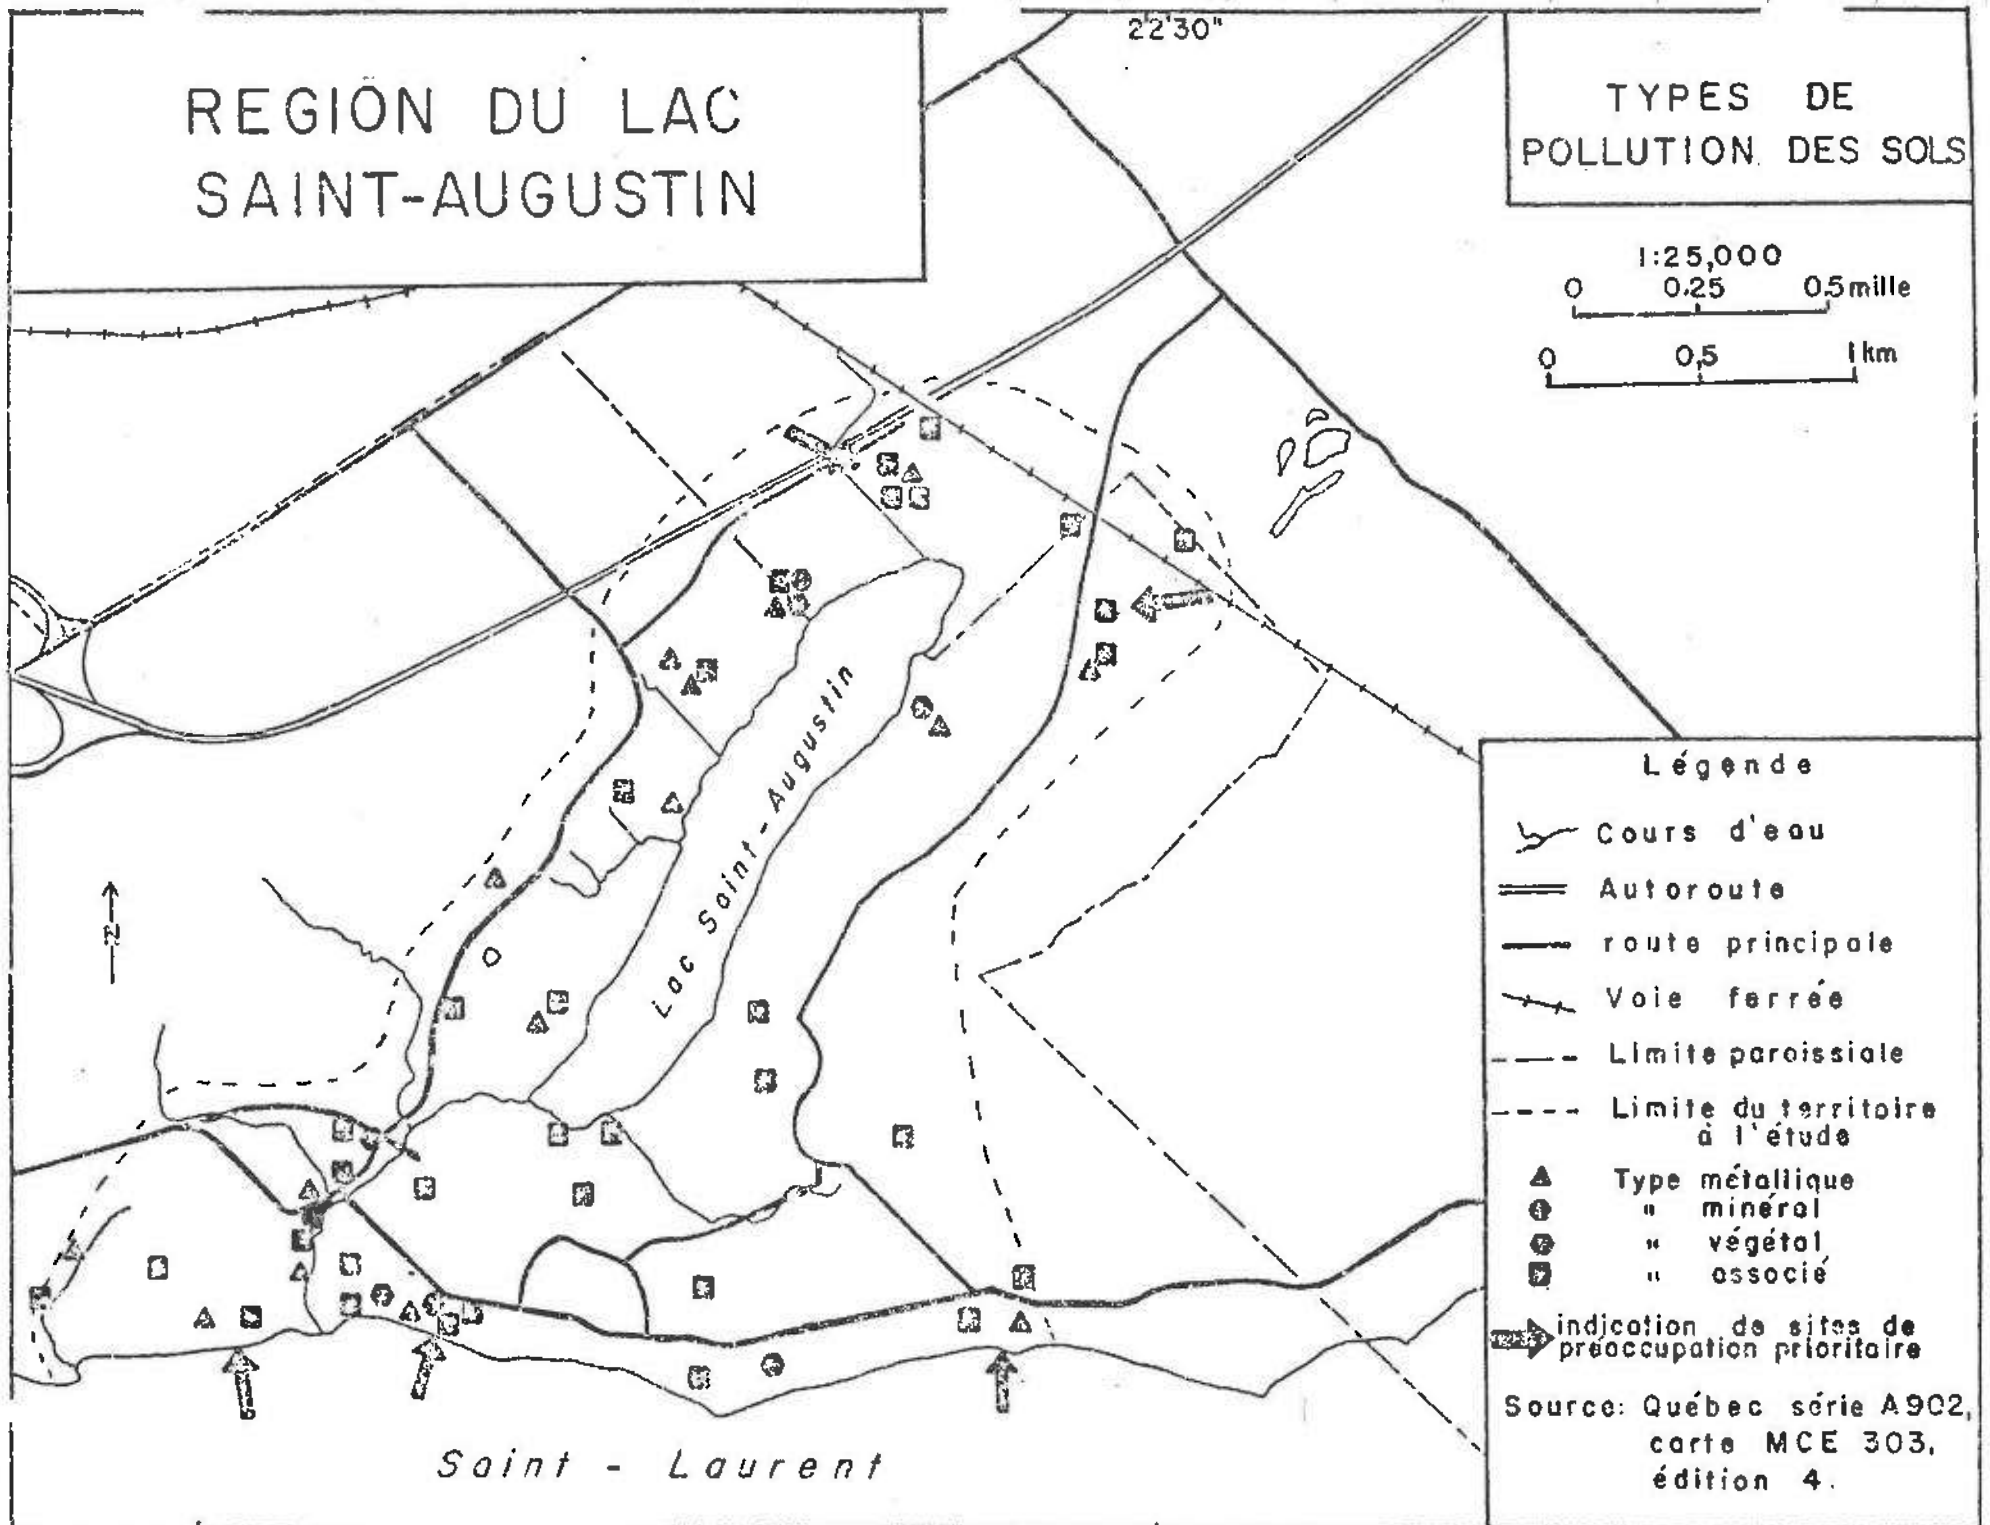 REGION DU LAC
SAINT-AUGUSTIN
22'30"
TYPES DE
POLLUTION DES SOLS
1:25,000
0 0.25 0.5 mille
0 0,5 1 km
Lac Saint-Augustin
N
Légende
Cours d'eau
Autoroute
route principale
Voie ferrée
Limite paroissiale
Limite du territoire
à l'étude
Type métallique
" minéral
" végétal
" associé
indication de sites de
préoccupation prioritaire
Source: Québec série A902,
carte MCE 303,
édition 4.
Saint - Laurent